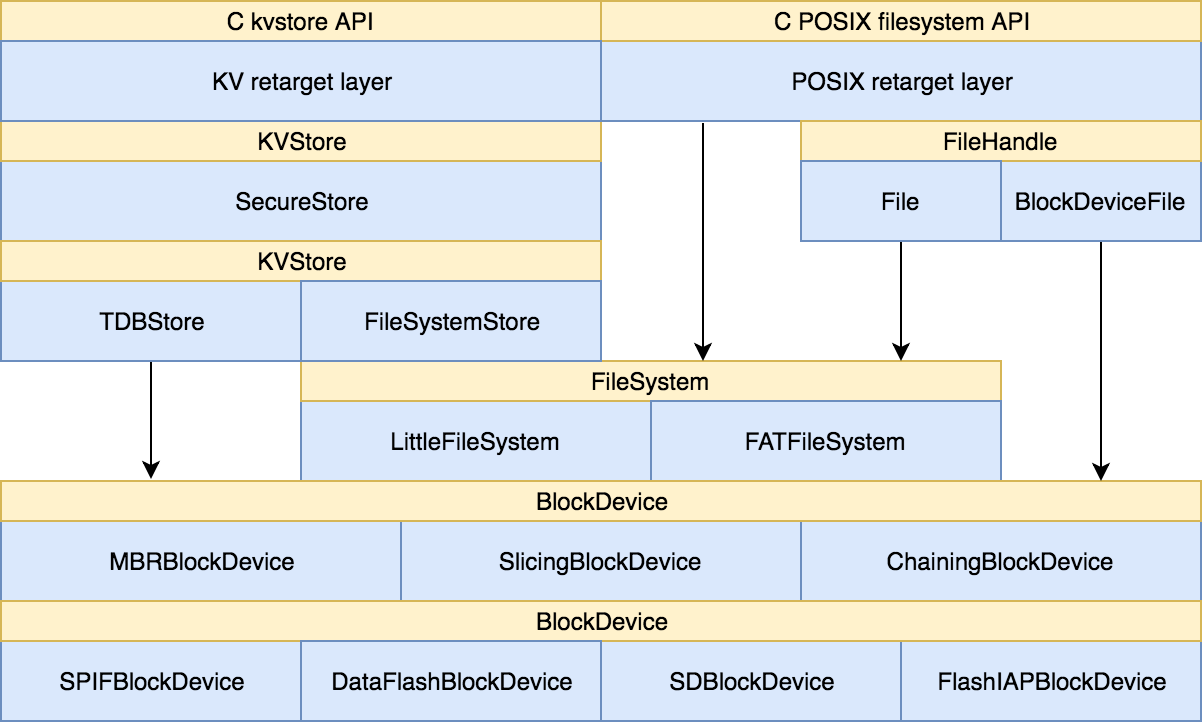 C kvstore API
C POSIX filesystem API
KV retarget layer
POSIX retarget layer
KVStore
FileHandle
SecureStore
File
BlockDeviceFile
KVStore
TDBStore
FileSystemStore
FileSystem
LittleFileSystem
FATFileSystem
BlockDevice
MBRBlockDevice
SlicingBlockDevice
ChainingBlockDevice
BlockDevice
SPIFBlockDevice
DataFlashBlockDevice
SDBlockDevice
FlashIAPBlockDevice